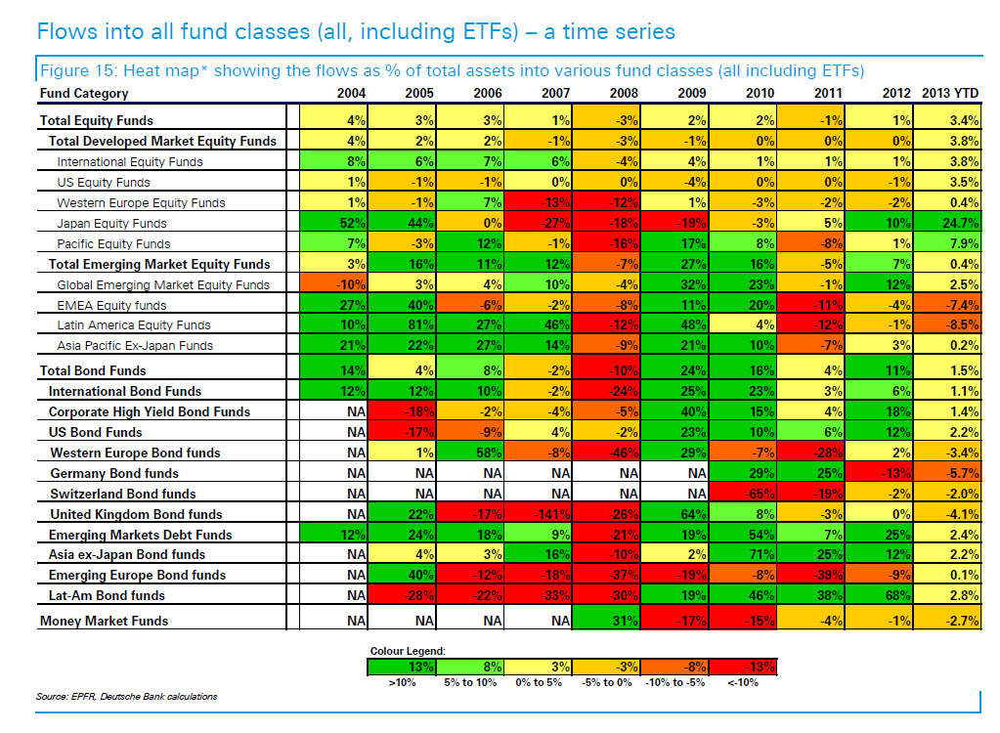 Flows into all fund classes (all, including ETFs) – a time series
Figure 15: Heat map* showing the flows as % of total assets into various fund classes (all including ETFs)
Fund Category 2004 2005 2006 2007 2008 2009 2010 2011 2012 2013 YTD
Total Equity Funds 4% 3% 3% 1% -3% 2% 2% -1% 1% 3.4%
Total Developed Market Equity Funds 4% 2% 2% -1% -3% -1% 0% 0% 0% 3.8%
International Equity Funds 8% 6% 7% 6% -4% 4% 1% 1% 1% 3.8%
US Equity Funds 1% -1% -1% 0% 0% -4% 0% 0% -1% 3.5%
Western Europe Equity Funds 1% -1% 7% -13% -12% 1% -3% -2% -2% 0.4%
Japan Equity Funds 52% 44% 0% -27% -18% -19% -3% 5% 10% 24.7%
Pacific Equity Funds 7% -3% 12% -1% -16% 17% 8% -8% 1% 7.9%
Total Emerging Market Equity Funds 3% 16% 11% 12% -7% 27% 16% -5% 7% 0.4%
Global Emerging Market Equity Funds -10% 3% 4% 10% -4% 32% 23% -1% 12% 2.5%
EMEA Equity funds 27% 40% -6% -2% -8% 11% 20% -11% -4% -7.4%
Latin America Equity Funds 10% 81% 27% 46% -12% 48% 4% -12% -1% -8.5%
Asia Pacific Ex-Japan Funds 21% 22% 27% 14% -9% 21% 10% -7% 3% 0.2%
Total Bond Funds 14% 4% 8% -2% -10% 24% 16% 4% 11% 1.5%
International Bond Funds 12% 12% 10% -2% -24% 25% 23% 3% 6% 1.1%
Corporate High Yield Bond Funds NA -18% -2% -4% -5% 40% 15% 4% 18% 1.4%
US Bond Funds NA -17% -9% 4% -2% 23% 10% 6% 12% 2.2%
Western Europe Bond funds NA 1% 58% -8% -46% 29% -7% -28% 2% -3.4%
Germany Bond funds NA NA NA NA NA NA 29% 25% -13% -5.7%
Switzerland Bond funds NA NA NA NA NA NA -65% -19% -2% -2.0%
United Kingdom Bond funds NA 22% -17% -141% -26% 64% 8% -3% 0% -4.1%
Emerging Markets Debt Funds 12% 24% 18% 9% -21% 19% 54% 7% 25% 2.4%
Asia ex-Japan Bond funds NA 4% 3% 16% -10% 2% 71% 25% 12% 2.2%
Emerging Europe Bond funds NA 40% -12% -18% -37% -19% -8% -39% -9% 0.1%
Lat-Am Bond funds NA -28% -22% -33% -30% 19% 46% 38% 68% 2.8%
Money Market Funds NA NA NA NA 31% -17% -15% -4% -1% -2.7%
Colour Legend:
13% 8% 3% -3% -8% -13%
>10% 5% to 10% 0% to 5% -5% to 0% -10% to -5% <-10%
Source: EPFR, Deutsche Bank calculations